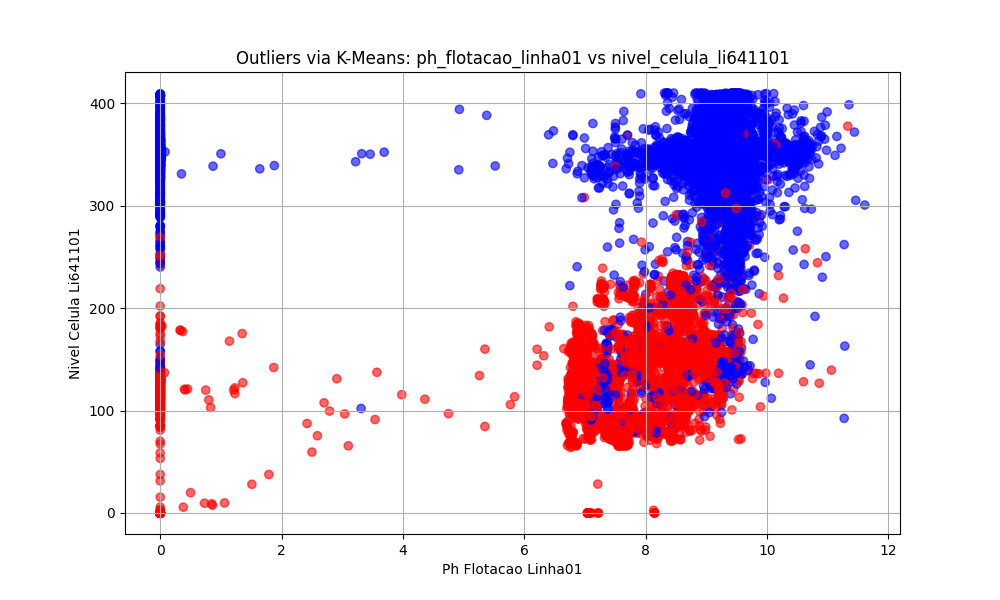 Outliers via K-Means: ph_flotacao_linha01 vs nivel_celula_li641101
400
300
200
100
0
Nivel Celula Li641101
0 2 4 6 8 10 12
Ph Flotacao Linha01